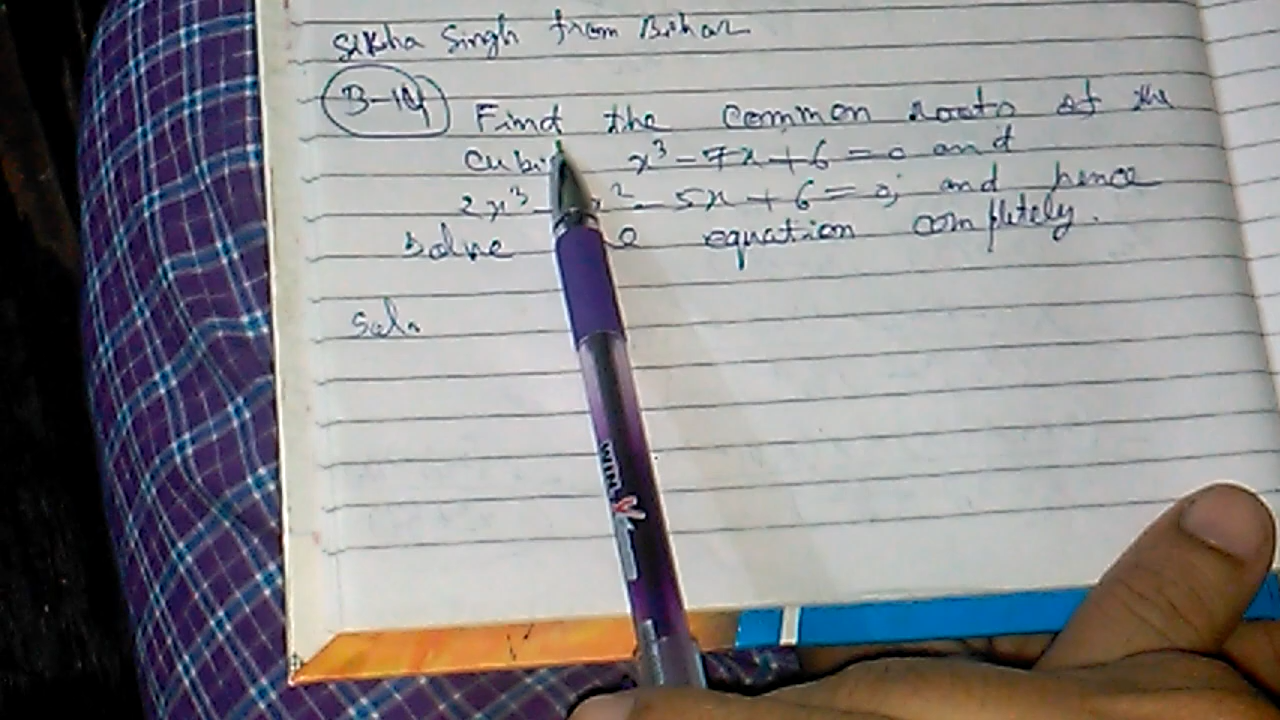 Sikha Singh from Bihar
B-14 Find the common roots of the
x³ - 7x + 6 = 0 and
2x³ - 5x + 6 = 0, and hence
Solve equation completely.
Soln
WIN